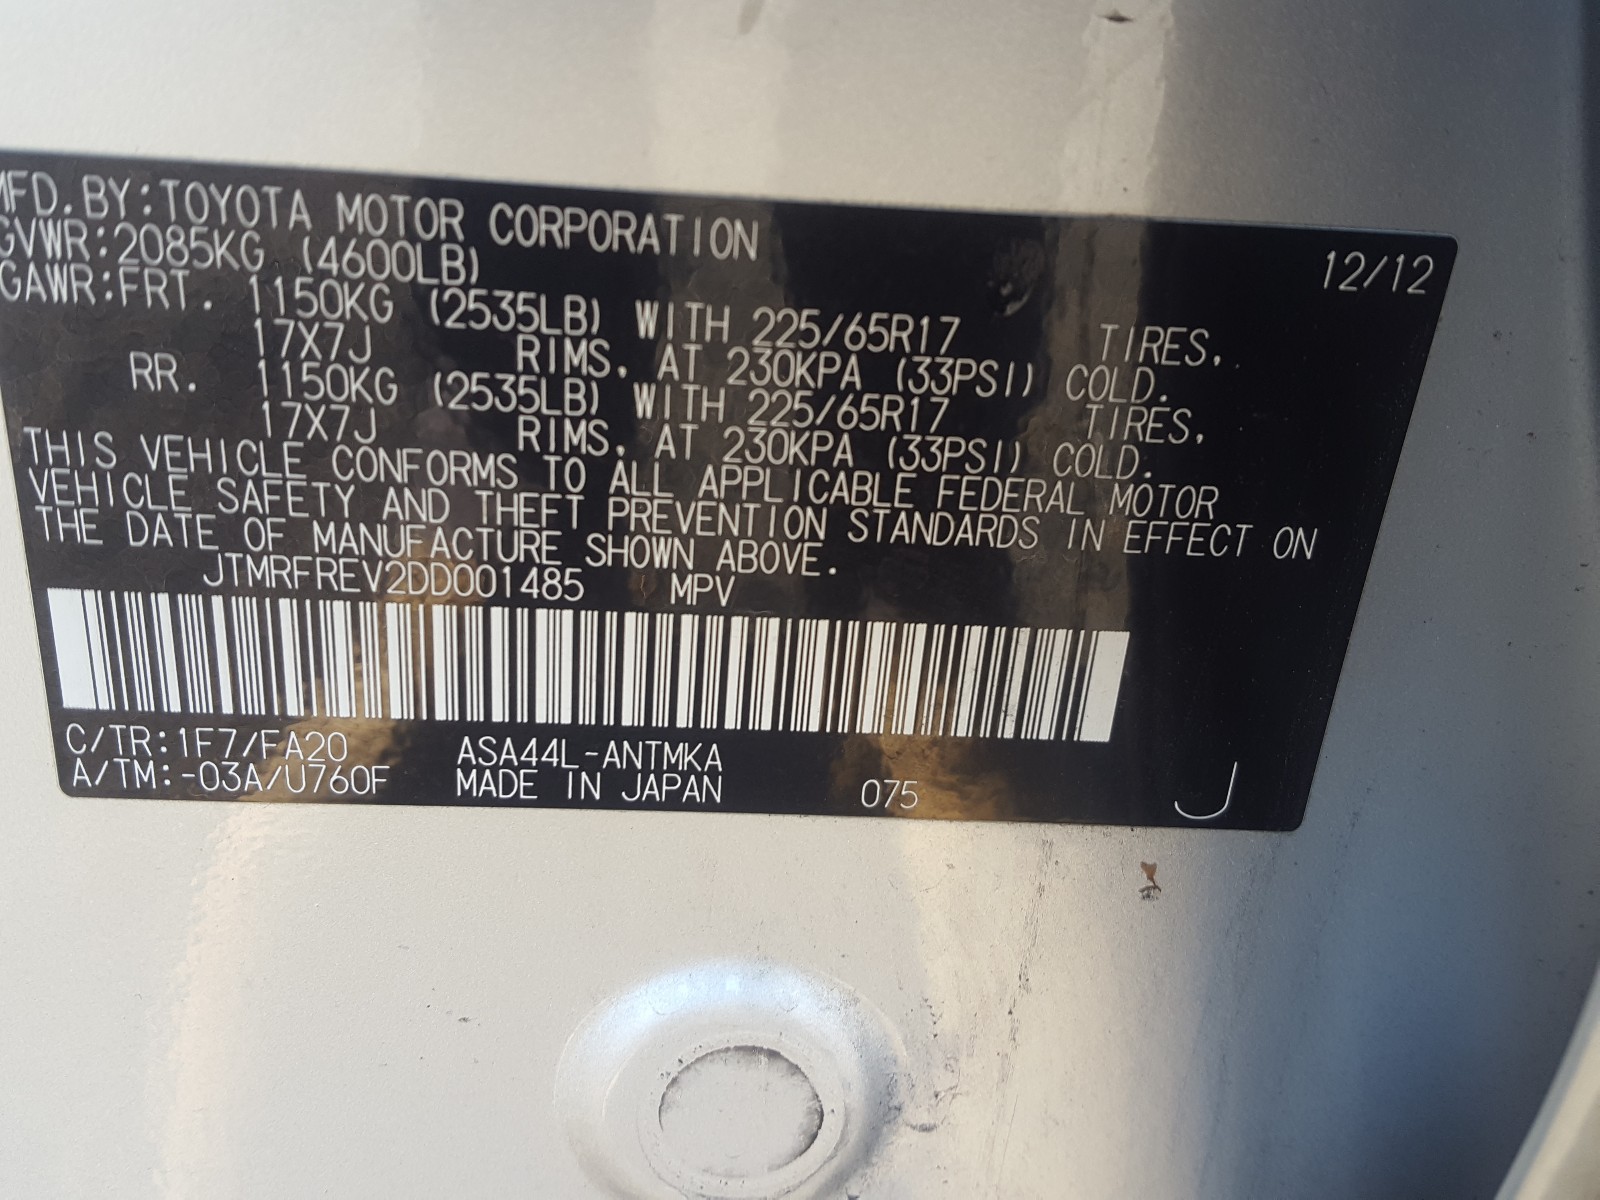 MFD. BY:TOYOTA MOTOR CORPORATION 12/12
GVWR:2085KG (4600LB)
GAWR:FRT. 1150KG (2535LB) WITH 225/65R17 TIRES,
17X7J RIMS, AT 230KPA (33PSI) COLD.
RR. 1150KG (2535LB) WITH 225/65R17 TIRES,
17X7J RIMS, AT 230KPA (33PSI) COLD.
THIS VEHICLE CONFORMS TO ALL APPLICABLE FEDERAL MOTOR
VEHICLE SAFETY AND THEFT PREVENTION STANDARDS IN EFFECT ON
THE DATE OF MANUFACTURE SHOWN ABOVE.
JTMRFREV2DD001485 MPV
C/TR:1F7/FA20 ASA44L-ANTMKA
A/TM:-03A/U760F MADE IN JAPAN 075 J